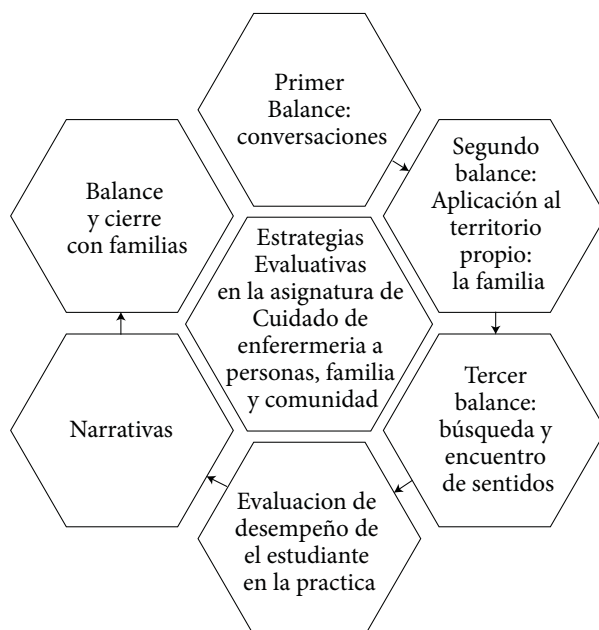 Primer
Balance:
conversaciones
Segundo
balance:
Aplicación al
territorio
propio:
la familia
Tercer
balance:
búsqueda y
encuentro
de sentidos
Evaluacion de
desempeño de
el estudiante
en la practica
Narrativas
Balance
y cierre
con familias
Estrategias
Evaluativas
en la asignatura de
Cuidado de
enferermeria a
personas, familia
y comunidad